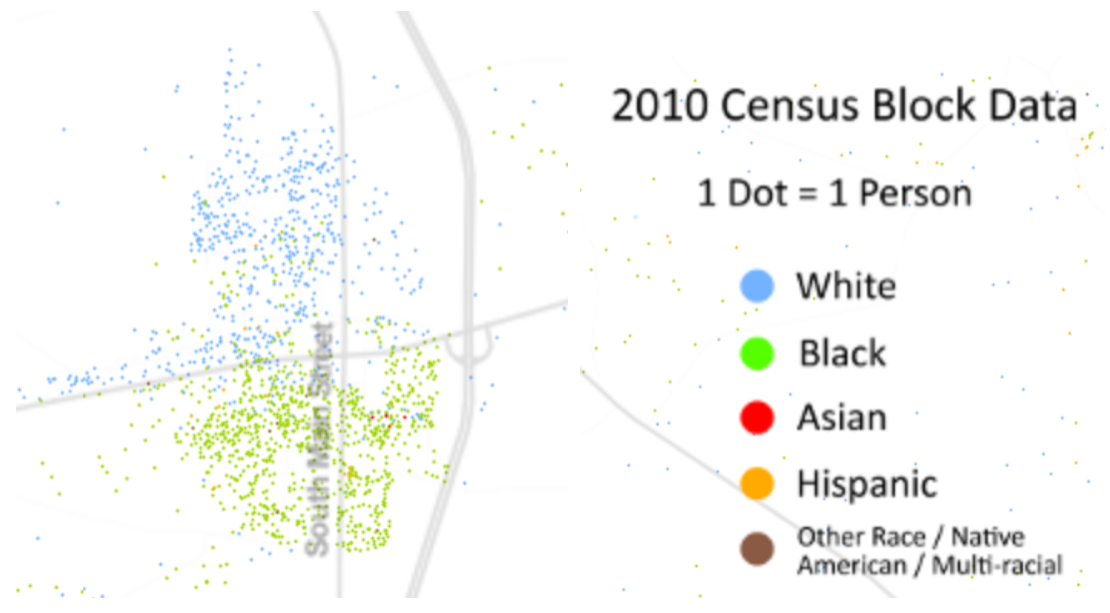 South Main Street
2010 Census Block Data
1 Dot = 1 Person
White
Black
Asian
Hispanic
Other Race / Native
American / Multi-racial